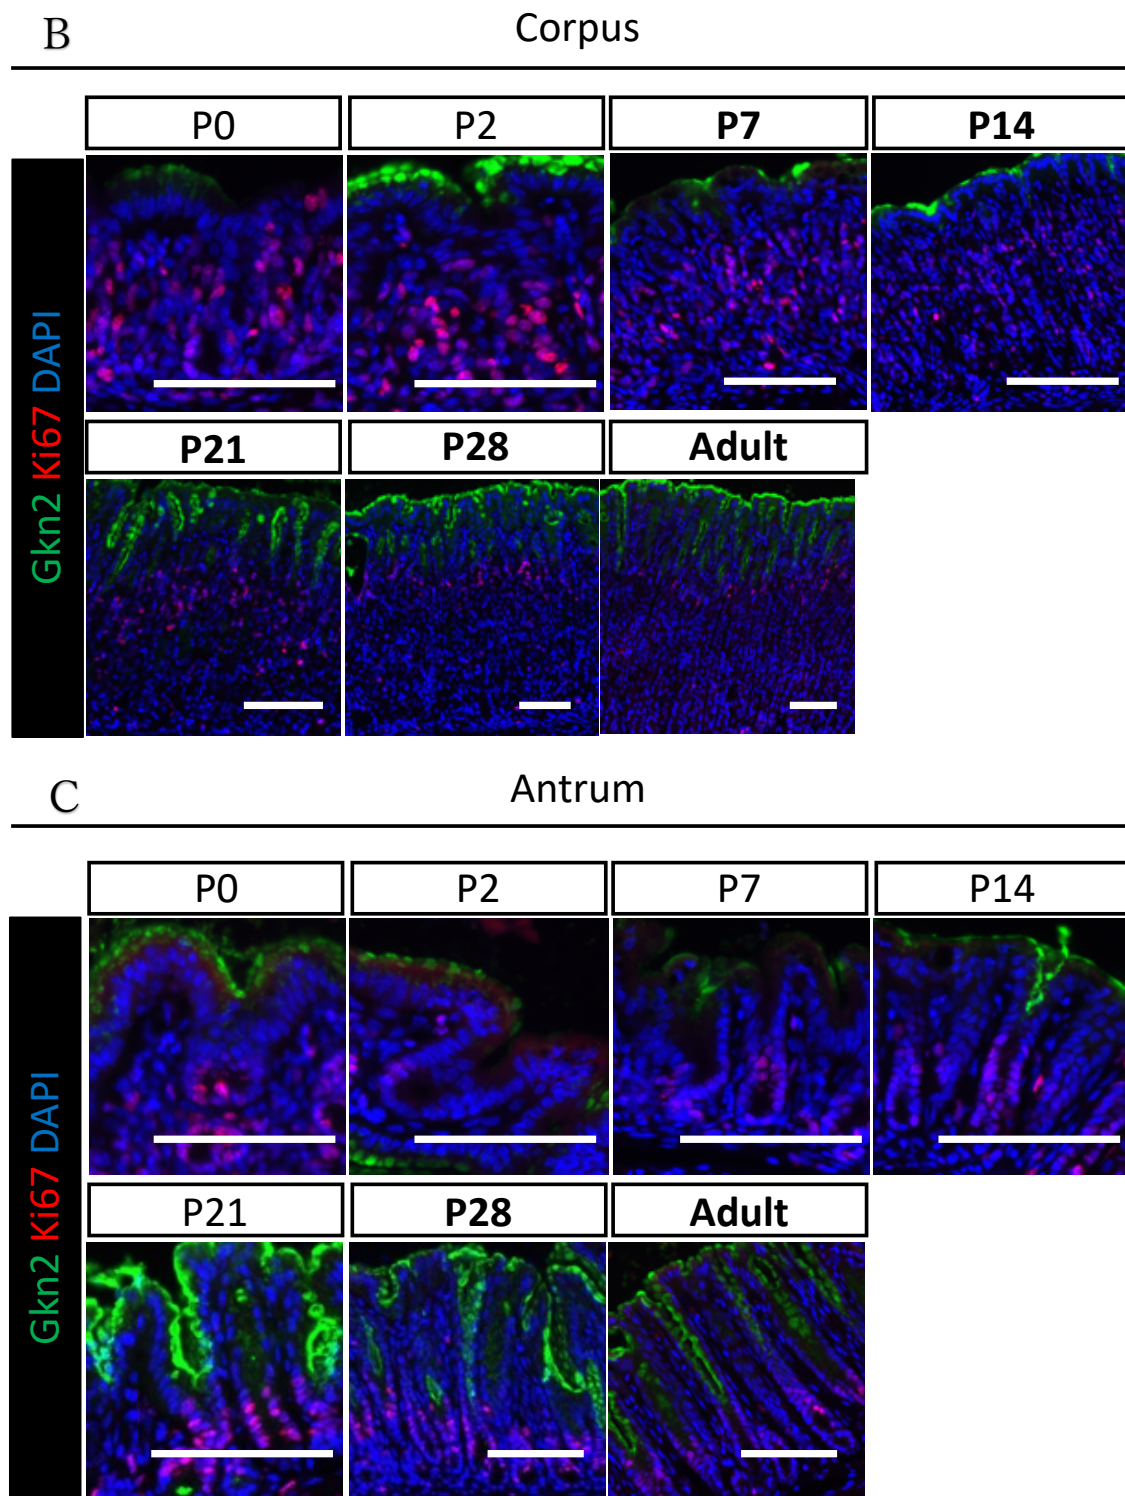 B
Corpus
P0
P2
P7
P14
Gkn2 Ki67 DAPI
P21
P28
Adult
C
Antrum
P0
P2
P7
P14
Gkn2 Ki67 DAPI
P21
P28
Adult